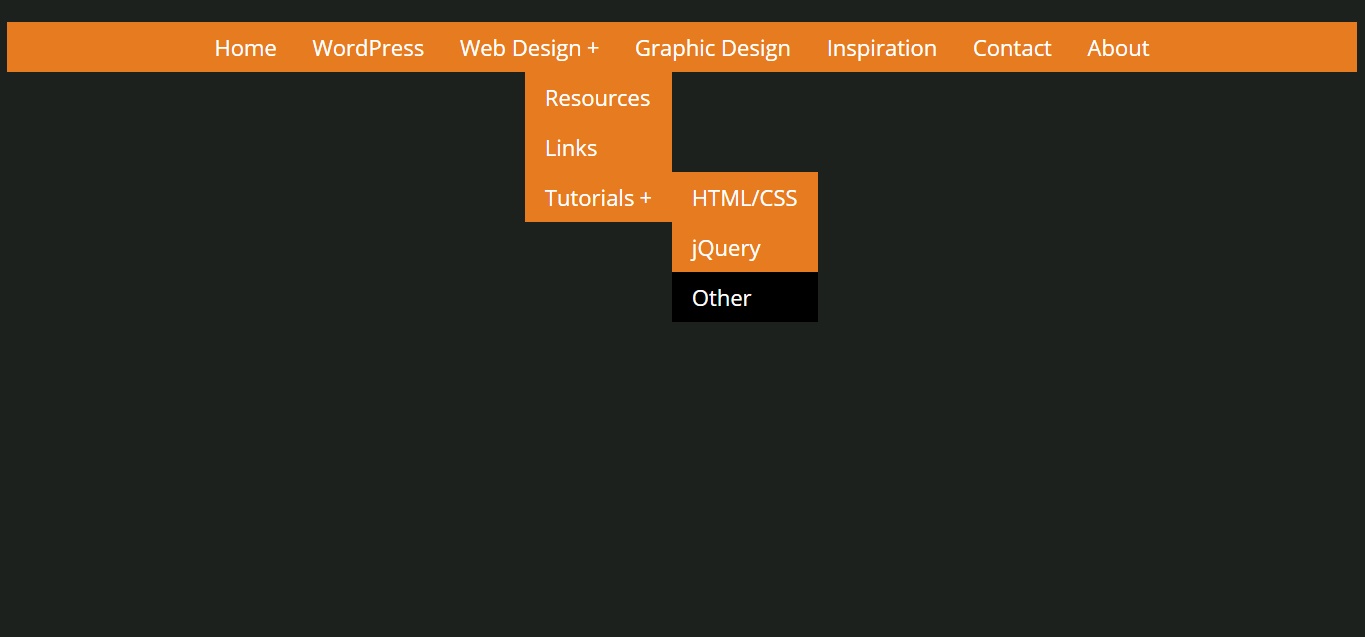 Home WordPress Web Design + Graphic Design Inspiration Contact About
Resources
Links
Tutorials + HTML/CSS
jQuery
Other